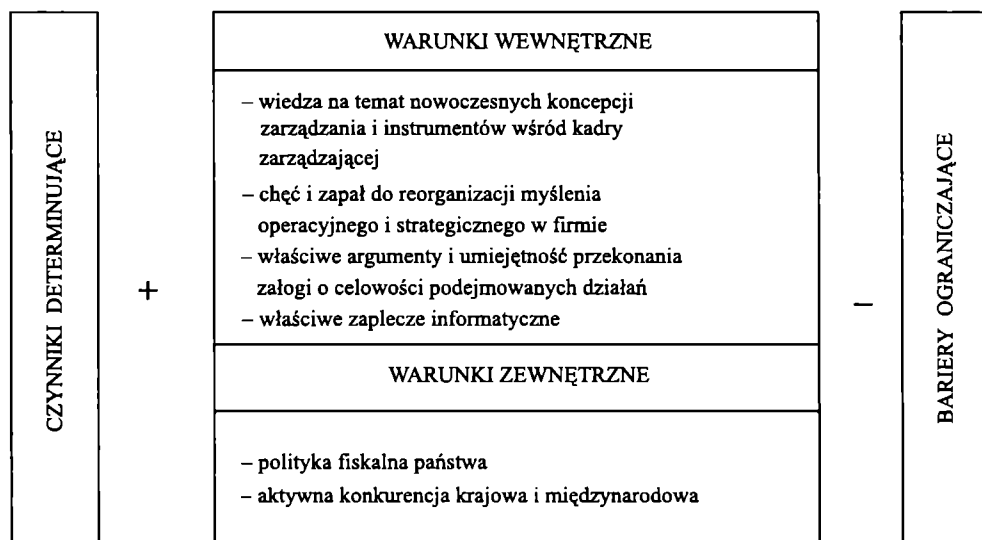 CZYNNIKI DETERMINUJĄCE
+
WARUNKI WEWNĘTRZNE
– wiedza na temat nowoczesnych koncepcji
zarządzania i instrumentów wśród kadry
zarządzającej
– chęć i zapał do reorganizacji myślenia
operacyjnego i strategicznego w firmie
– właściwe argumenty i umiejętność przekonania
załogi o celowości podejmowanych działań
– właściwe zaplecze informatyczne
WARUNKI ZEWNĘTRZNE
– polityka fiskalna państwa
– aktywna konkurencja krajowa i międzynarodowa
–
BARIERY OGRANICZAJĄCE